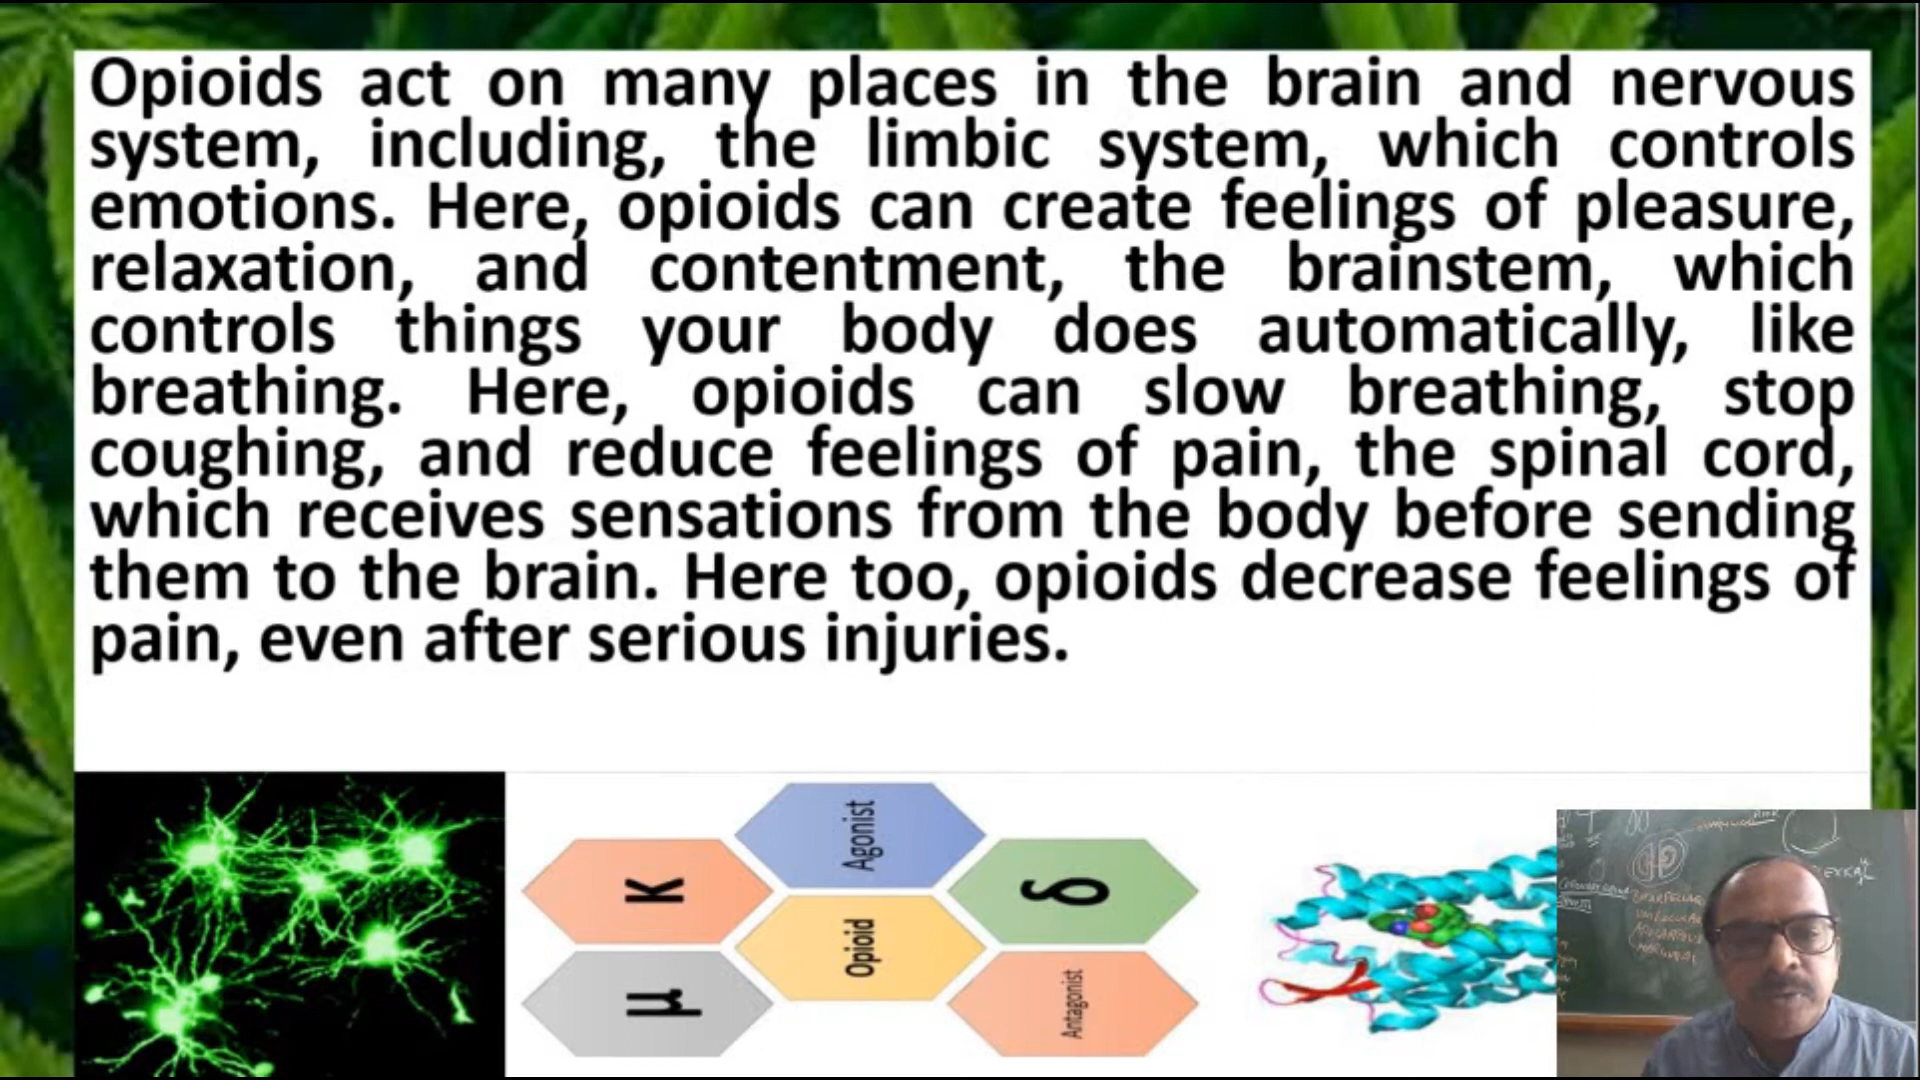 Opioids act on many places in the brain and nervous
system, including, the limbic system, which controls
emotions. Here, opioids can create feelings of pleasure,
relaxation, and contentment, the brainstem, which
controls things your body does automatically, like
breathing. Here, opioids can slow breathing, stop
coughing, and reduce feelings of pain, the spinal cord,
which receives sensations from the body before sending
them to the brain. Here too, opioids decrease feelings of
pain, even after serious injuries.
Agonist
κ
δ
Opioid
μ
Antagonist